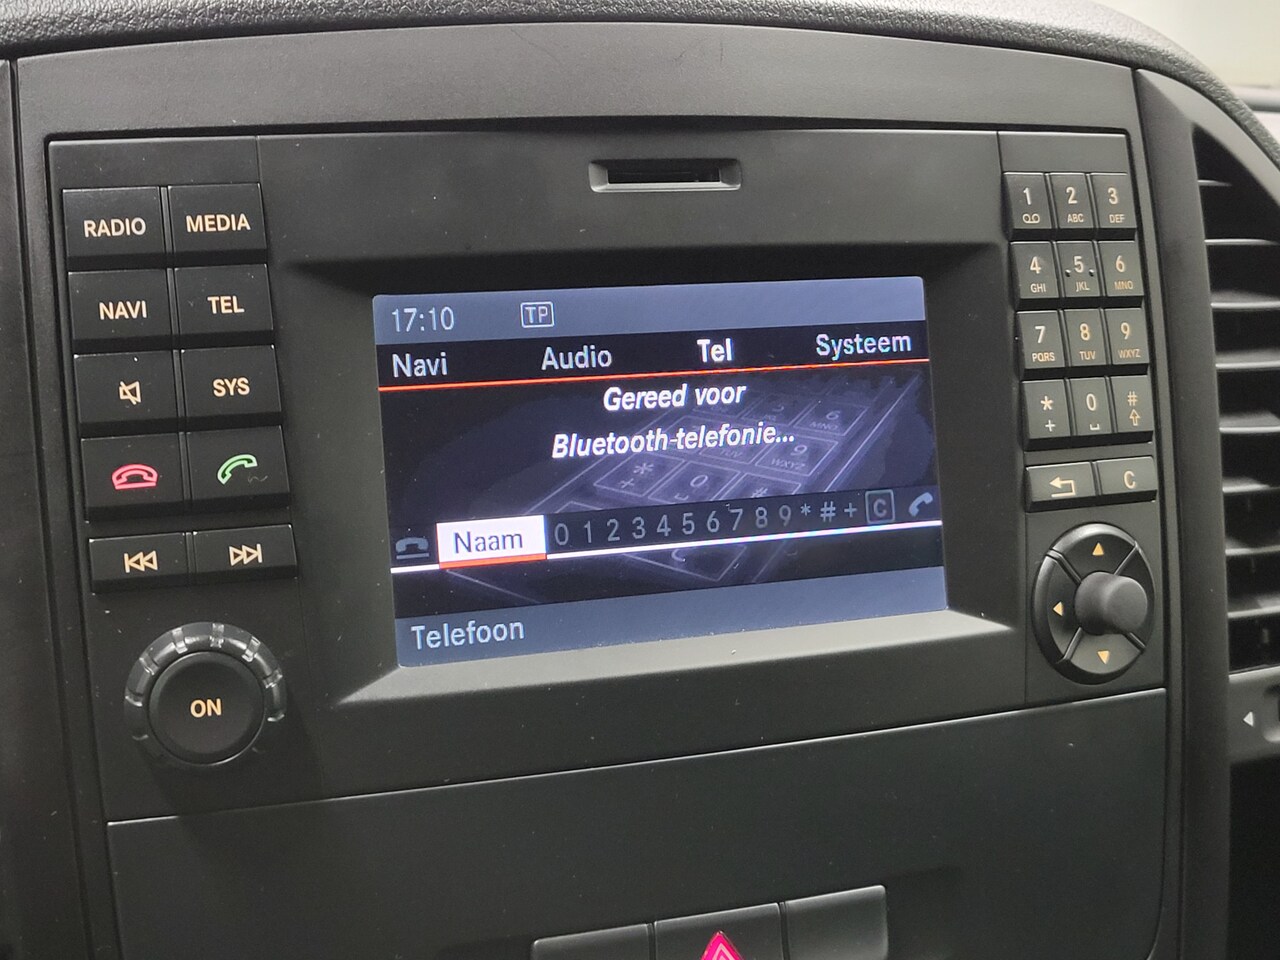 RADIO MEDIA
NAVI TEL
SYS
ON
17:10 TP
Navi Audio Tel Systeem
Gereed voor
Bluetooth-telefonie...
Naam 0 1 2 3 4 5 6 7 8 9 * # + C
Telefoon
1 2 3
ABC DEF
4 5 6
GHI JKL MNO
7 8 9
PQRS TUV WXYZ
* 0 #
+
C